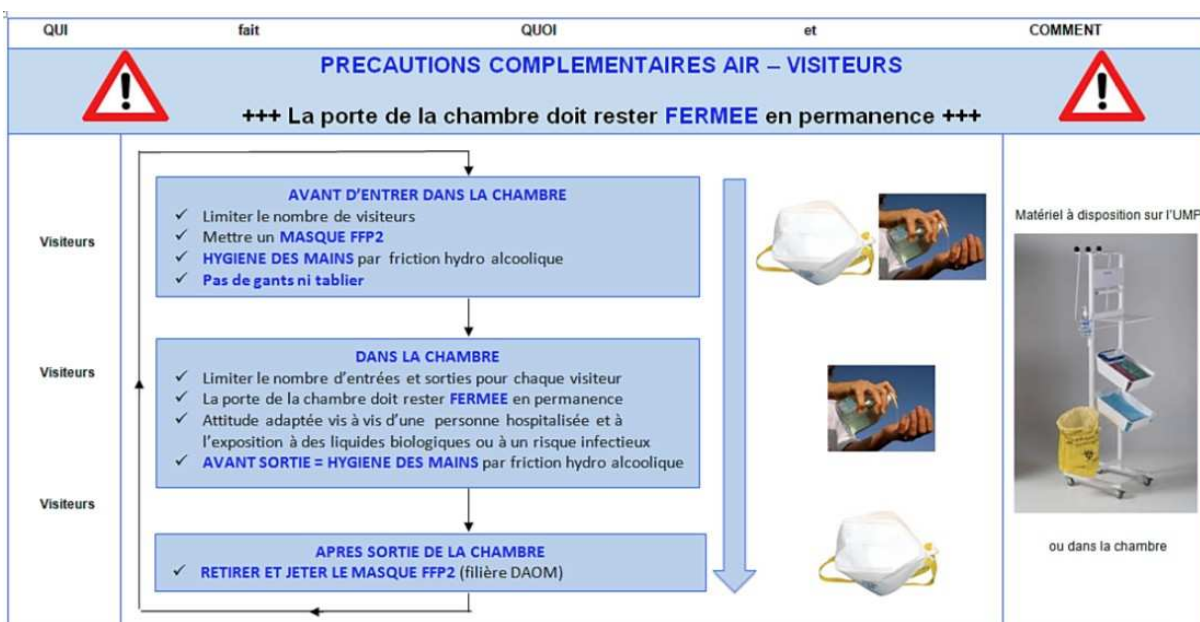 QUI fait QUOI et COMMENT
PRECAUTIONS COMPLEMENTAIRES AIR – VISITEURS
+++ La porte de la chambre doit rester FERMEE en permanence +++
Visiteurs
AVANT D'ENTRER DANS LA CHAMBRE
✓ Limiter le nombre de visiteurs
✓ Mettre un MASQUE FFP2
✓ HYGIENE DES MAINS par friction hydro alcoolique
✓ Pas de gants ni tablier
Matériel à disposition sur l'UMP
Visiteurs
DANS LA CHAMBRE
✓ Limiter le nombre d'entrées et sorties pour chaque visiteur
✓ La porte de la chambre doit rester FERMEE en permanence
✓ Attitude adaptée vis à vis d'une personne hospitalisée et à
l'exposition à des liquides biologiques ou à un risque infectieux
✓ AVANT SORTIE = HYGIENE DES MAINS par friction hydro alcoolique
Visiteurs
APRES SORTIE DE LA CHAMBRE
✓ RETIRER ET JETER LE MASQUE FFP2 (filière DAOM)
ou dans la chambre